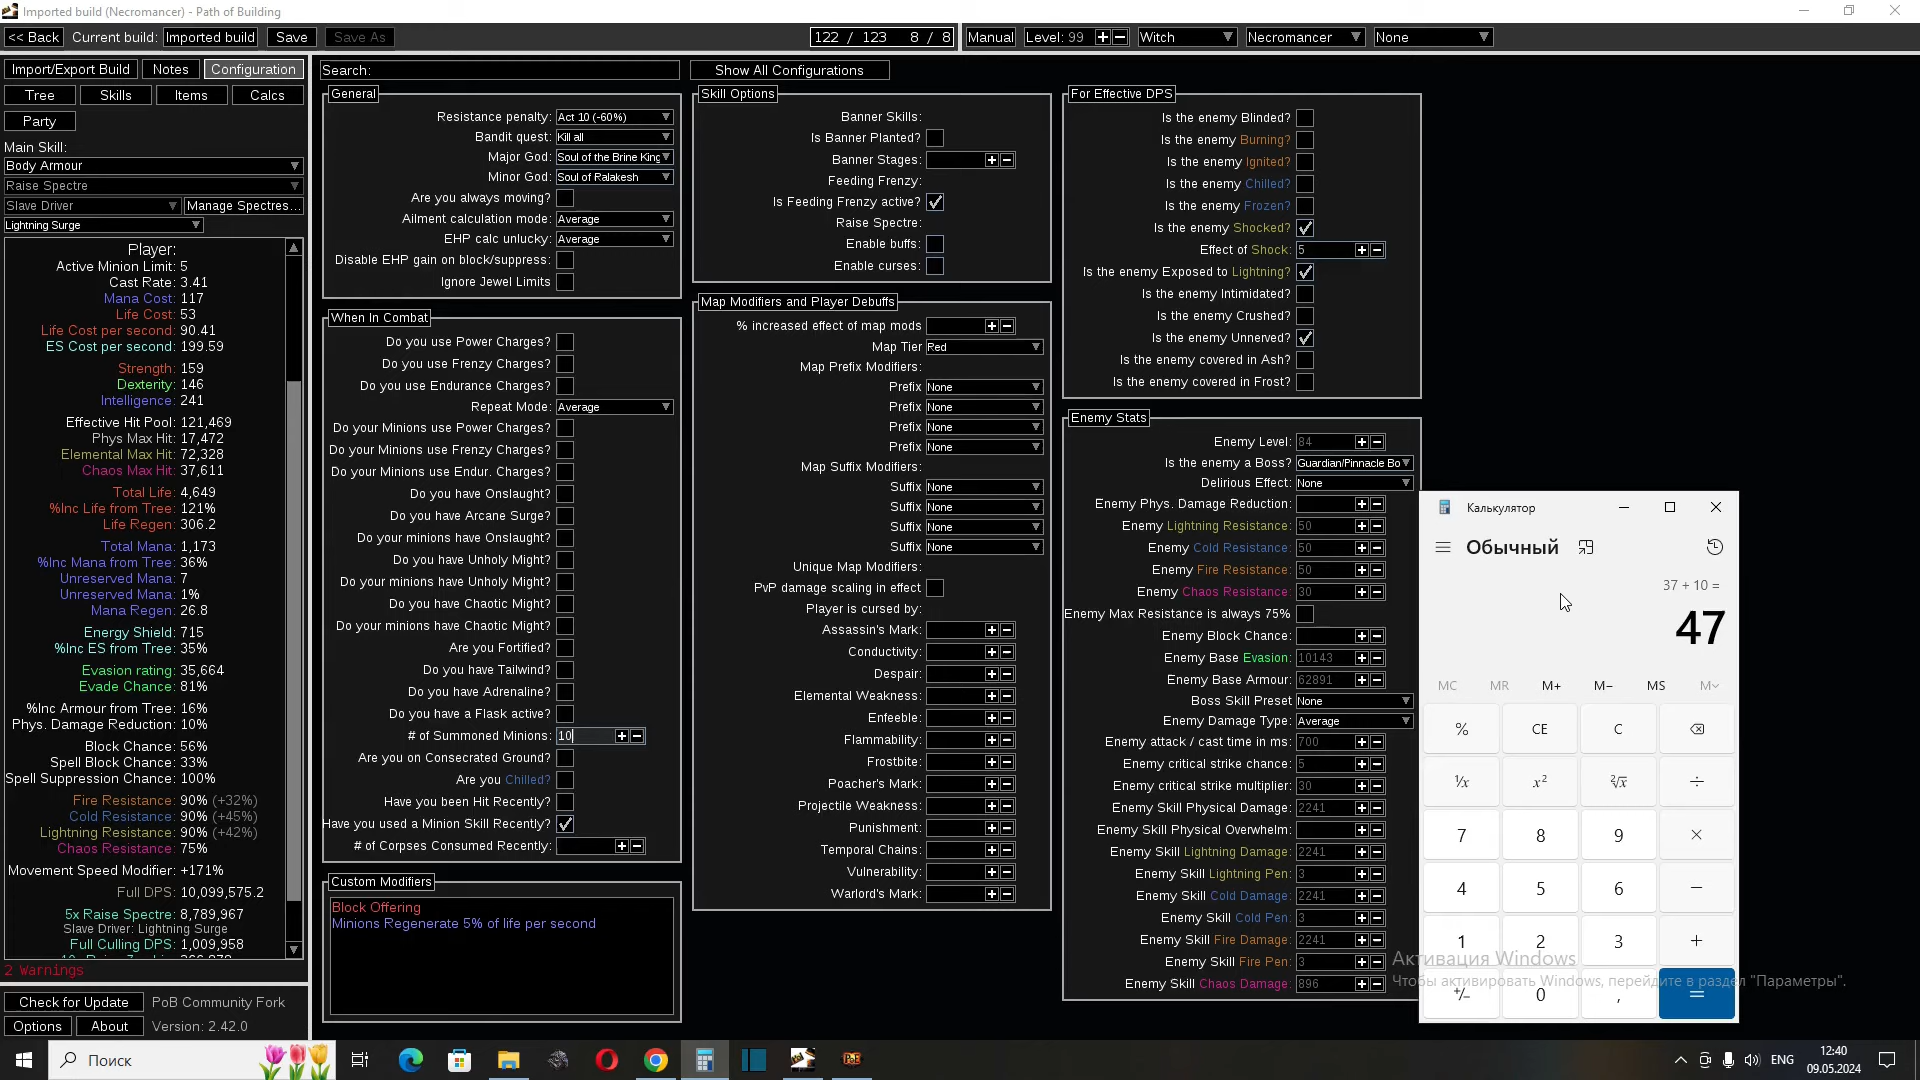 Imported build (Necromancer) - Path of Building
<< Back
Current build: Imported build
Save
Save As
122 / 123   8 / 8
Manual
Level: 99
Witch
Necromancer
None
Import/Export Build
Notes
Configuration
Tree
Skills
Items
Calcs
Party
Main Skill:
Body Armour
Raise Spectre
Slave Driver
Manage Spectres...
Lightning Surge
Player:
Active Minion Limit: 5
Cast Rate: 3.41
Mana Cost: 117
Life Cost: 53
Life Cost per second: 90.41
ES Cost per second: 199.59
Strength: 159
Dexterity: 146
Intelligence: 241
Effective Hit Pool: 121,469
Phys Max Hit: 17,472
Elemental Max Hit: 72,328
Chaos Max Hit: 37,611
Total Life: 4,649
%Inc Life from Tree: 121%
Life Regen: 306.2
Total Mana: 1,173
%Inc Mana from Tree: 36%
Unreserved Mana: 7
Unreserved Mana: 1%
Mana Regen: 26.8
Energy Shield: 715
%Inc ES from Tree: 35%
Evasion rating: 35,664
Evade Chance: 81%
%Inc Armour from Tree: 16%
Phys. Damage Reduction: 10%
Block Chance: 56%
Spell Block Chance: 33%
Spell Suppression Chance: 100%
Fire Resistance: 90% (+32%)
Cold Resistance: 90% (+45%)
Lightning Resistance: 90% (+42%)
Chaos Resistance: 75%
Movement Speed Modifier: +171%
Full DPS: 10,099,575.2
5x Raise Spectre: 8,789,967
Slave Driver: Lightning Surge
Full Culling DPS: 1,009,958
2 Warnings
Check for Update
PoB Community Fork
Options
About
Version: 2.42.0
Search:
Show All Configurations
General
Resistance penalty: Act 10 (-60%)
Bandit quest: Kill all
Major God: Soul of the Brine King
Minor God: Soul of Ralakesh
Are you always moving?
Ailment calculation mode: Average
EHP calc unlucky: Average
Disable EHP gain on block/suppress:
Ignore Jewel Limits
When In Combat
Do you use Power Charges?
Do you use Frenzy Charges?
Do you use Endurance Charges?
Repeat Mode: Average
Do your Minions use Power Charges?
Do your Minions use Frenzy Charges?
Do your Minions use Endur. Charges?
Do you have Onslaught?
Do you have Arcane Surge?
Do your minions have Onslaught?
Do you have Unholy Might?
Do your minions have Unholy Might?
Do you have Chaotic Might?
Do your minions have Chaotic Might?
Are you Fortified?
Do you have Tailwind?
Do you have Adrenaline?
Do you have a Flask active?
# of Summoned Minions: 10
Are you on Consecrated Ground?
Are you Chilled?
Have you been Hit Recently?
Have you used a Minion Skill Recently?
# of Corpses Consumed Recently:
Custom Modifiers
Block Offering
Minions Regenerate 5% of life per second
Skill Options
Banner Skills:
Is Banner Planted?
Banner Stages:
Feeding Frenzy:
Is Feeding Frenzy active?
Raise Spectre:
Enable buffs:
Enable curses:
Map Modifiers and Player Debuffs
% increased effect of map mods
Map Tier Red
Map Prefix Modifiers:
Prefix None
Prefix None
Prefix None
Prefix None
Map Suffix Modifiers:
Suffix None
Suffix None
Suffix None
Suffix None
Unique Map Modifiers:
PvP damage scaling in effect
Player is cursed by:
Assassin's Mark:
Conductivity:
Despair:
Elemental Weakness:
Enfeeble:
Flammability:
Frostbite:
Poacher's Mark:
Projectile Weakness:
Punishment:
Temporal Chains:
Vulnerability:
Warlord's Mark:
For Effective DPS
Is the enemy Blinded?
Is the enemy Burning?
Is the enemy Ignited?
Is the enemy Chilled?
Is the enemy Frozen?
Is the enemy Shocked?
Effect of Shock: 5
Is the enemy Exposed to Lightning?
Is the enemy Intimidated?
Is the enemy Crushed?
Is the enemy Unnerved?
Is the enemy covered in Ash?
Is the enemy covered in Frost?
Enemy Stats
Enemy Level: 84
Is the enemy a Boss? Guardian/Pinnacle Bo
Delirious Effect: None
Enemy Phys. Damage Reduction:
Enemy Lightning Resistance: 50
Enemy Cold Resistance: 50
Enemy Fire Resistance: 50
Enemy Chaos Resistance: 30
Enemy Max Resistance is always 75%
Enemy Block Chance:
Enemy Base Evasion: 10143
Enemy Base Armour: 62891
Boss Skill Preset None
Enemy Damage Type: Average
Enemy attack / cast time in ms: 700
Enemy critical strike chance: 5
Enemy critical strike multiplier: 30
Enemy Skill Physical Damage: 2241
Enemy Skill Physical Overwhelm:
Enemy Skill Lightning Damage: 2241
Enemy Skill Lightning Pen: 3
Enemy Skill Cold Damage: 2241
Enemy Skill Cold Pen: 3
Enemy Skill Fire Damage: 2241
Enemy Skill Fire Pen: 3
Enemy Skill Chaos Damage: 896
Калькулятор
Обычный
37 + 10 =
47
MC MR M+ M− MS M
% CE C
¹/x x² ²√x ÷
7 8 9 ×
4 5 6 −
1 2 3 +
+/− 0 , =
Активация Windows
Чтобы активировать Windows, перейдите в раздел "Параметры".
Поиск
ENG
12:40
09.05.2024